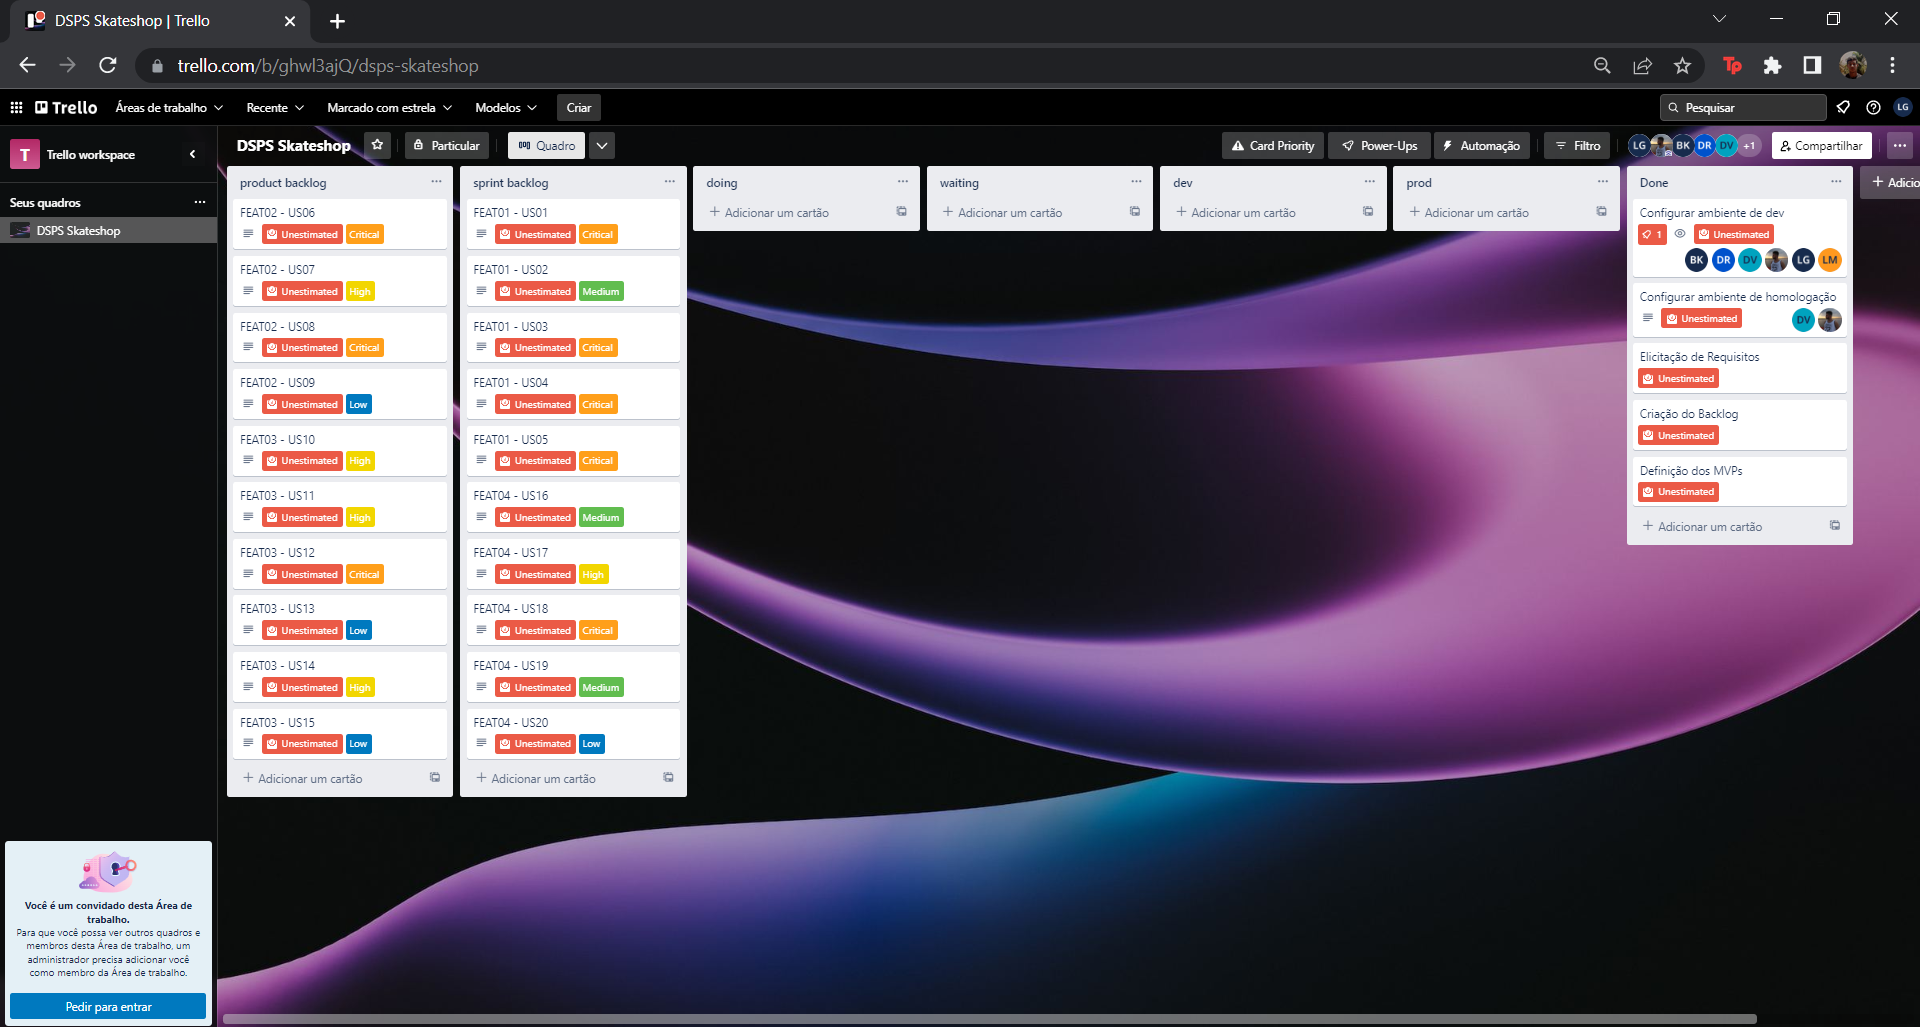 DSPS Skateshop | Trello
trello.com/b/ghwl3ajQ/dsps-skateshop
Tp
Trello
Áreas de trabalho
Recente
Marcado com estrela
Modelos
Criar
Pesquisar
LG
T
Trello workspace
DSPS Skateshop
Particular
Quadro
Card Priority
Power-Ups
Automação
Filtro
LG
BK
DR
DV
+1
Compartilhar
Seus quadros
DSPS Skateshop
product backlog
FEAT02 - US06
Unestimated
Critical
FEAT02 - US07
Unestimated
High
FEAT02 - US08
Unestimated
Critical
FEAT02 - US09
Unestimated
Low
FEAT03 - US10
Unestimated
High
FEAT03 - US11
Unestimated
High
FEAT03 - US12
Unestimated
Critical
FEAT03 - US13
Unestimated
Low
FEAT03 - US14
Unestimated
High
FEAT03 - US15
Unestimated
Low
+ Adicionar um cartão
sprint backlog
FEAT01 - US01
Unestimated
Critical
FEAT01 - US02
Unestimated
Medium
FEAT01 - US03
Unestimated
Critical
FEAT01 - US04
Unestimated
Critical
FEAT01 - US05
Unestimated
Critical
FEAT04 - US16
Unestimated
Medium
FEAT04 - US17
Unestimated
High
FEAT04 - US18
Unestimated
Critical
FEAT04 - US19
Unestimated
Medium
FEAT04 - US20
Unestimated
Low
+ Adicionar um cartão
doing
+ Adicionar um cartão
waiting
+ Adicionar um cartão
dev
+ Adicionar um cartão
prod
+ Adicionar um cartão
Done
Configurar ambiente de dev
1
Unestimated
BK
DR
DV
LG
LM
Configurar ambiente de homologação
Unestimated
DV
Elicitação de Requisitos
Unestimated
Criação do Backlog
Unestimated
Definição dos MVPs
Unestimated
+ Adicionar um cartão
+ Adicio
Você é um convidado desta Área de
trabalho.
Para que você possa ver outros quadros e
membros desta Área de trabalho, um
administrador precisa adicionar você
como membro da Área de trabalho.
Pedir para entrar